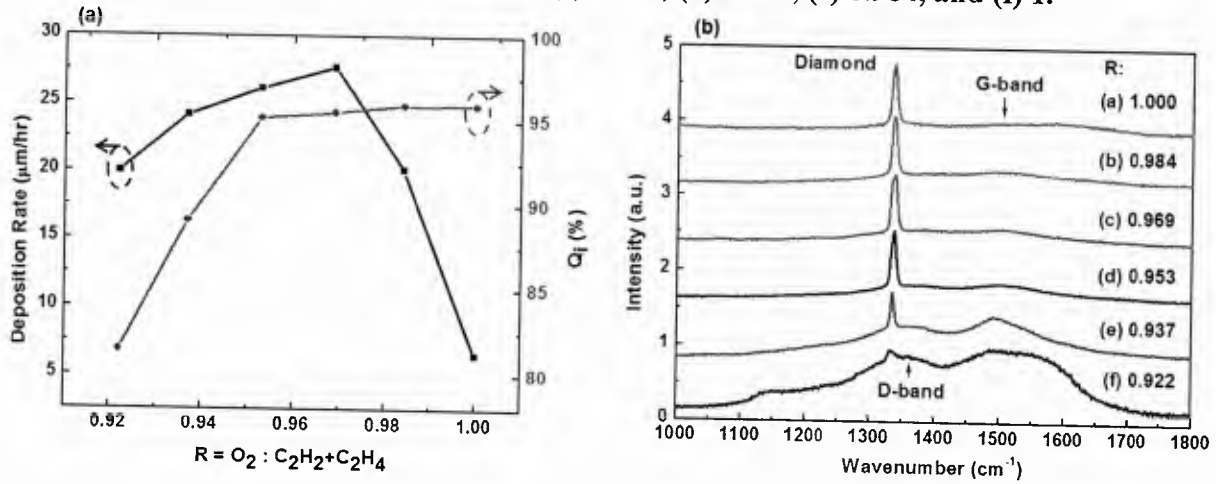 and (f) 1.
(a)
30
25
20
15
10
5
Deposition Rate (µm/hr)
100
95
90
85
80
Qi (%)
0.92 0.94 0.96 0.98 1.00
R = O2 : C2H2+C2H4
(b)
5
4
3
2
1
0
Intensity (a.u.)
Diamond
G-band
D-band
R:
(a) 1.000
(b) 0.984
(c) 0.969
(d) 0.953
(e) 0.937
(f) 0.922
1000 1100 1200 1300 1400 1500 1600 1700 1800
Wavenumber (cm⁻¹)